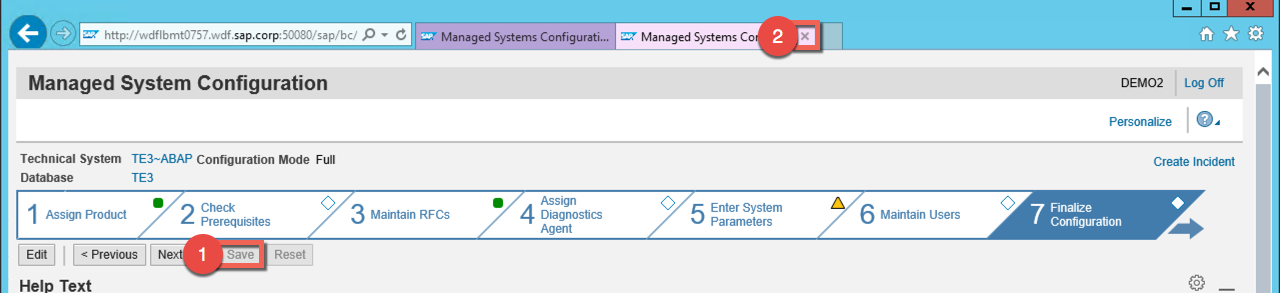 http://wdflbmt0757.wdf.sap.corp:50080/sap/bc/
Managed Systems Configurati...
Managed Systems Con
2
Managed System Configuration
DEMO2
Log Off
Personalize
Technical System TE3~ABAP Configuration Mode Full
Create Incident
Database TE3
1 Assign Product
2 Check
Prerequisites
3 Maintain RFCs
4 Assign
Diagnostics
Agent
5 Enter System
Parameters
6 Maintain Users
7 Finalize
Configuration
Edit
< Previous
Next
1
Save
Reset
Help Text